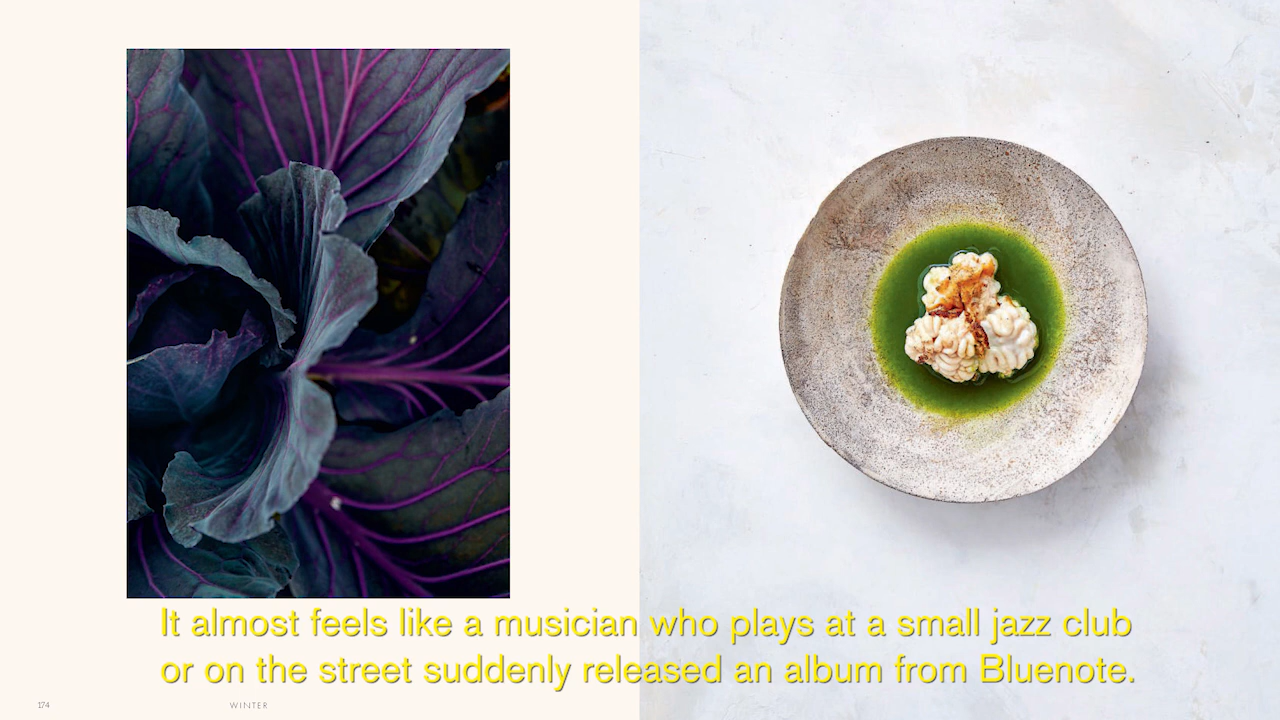 It almost feels like a musician who plays at a small jazz club
or on the street suddenly released an album from Bluenote.
174
WINTER